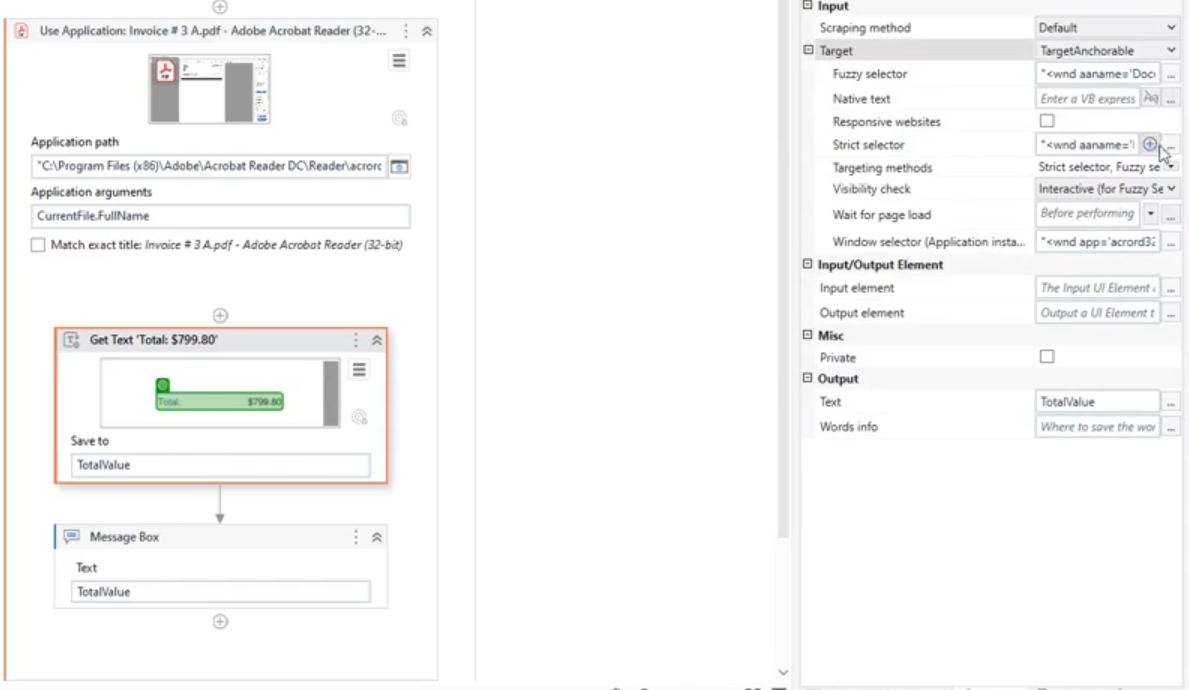 Use Application: Invoice # 3 A.pdf - Adobe Acrobat Reader (32-...
Application path
"C:\Program Files (x86)\Adobe\Acrobat Reader DC\Reader\acrorc
Application arguments
CurrentFile.FullName
Match exact title: Invoice # 3 A.pdf - Adobe Acrobat Reader (32-bit)
Get Text 'Total: $799.80'
Total: $799.80
Save to
TotalValue
Message Box
Text
TotalValue
Input
Scraping method Default
Target TargetAnchorable
Fuzzy selector "<wnd aaname='Doc ...
Native text Enter a VB express ...
Responsive websites
Strict selector "<wnd aaname='I ...
Targeting methods Strict selector, Fuzzy se
Visibility check Interactive (for Fuzzy Se
Wait for page load Before performing ...
Window selector (Application insta... "<wnd app='acrord32 ...
Input/Output Element
Input element The Input UI Element ...
Output element Output a UI Element t ...
Misc
Private
Output
Text TotalValue ...
Words info Where to save the wor ...